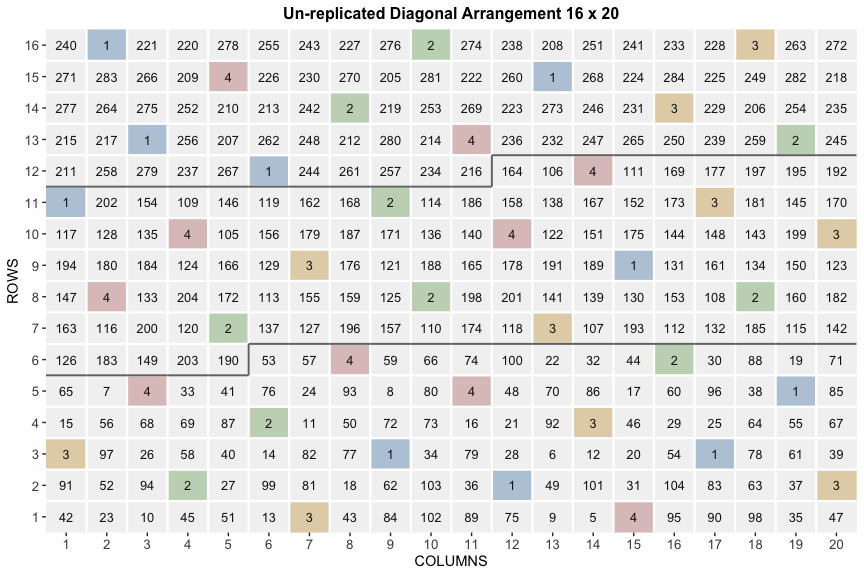 Un-replicated Diagonal Arrangement 16 x 20
16 240 1 221 220 278 255 243 227 276 2 274 238 208 251 241 233 228 3 263 272
15 271 283 266 209 4 226 230 270 205 281 222 260 1 268 224 284 225 249 282 218
14 277 264 275 252 210 213 242 2 219 253 269 223 273 246 231 3 229 206 254 235
13 215 217 1 256 207 262 248 212 280 214 4 236 232 247 265 250 239 259 2 245
12 211 258 279 237 267 1 244 261 257 234 216 164 106 4 111 169 177 197 195 192
11 1 202 154 109 146 119 162 168 2 114 186 158 138 167 152 173 3 181 145 170
10 117 128 135 4 105 156 179 187 171 136 140 4 122 151 175 144 148 143 199 3
9 194 180 184 124 166 129 3 176 121 188 165 178 191 189 1 131 161 134 150 123
8 147 4 133 204 172 113 155 159 125 2 198 201 141 139 130 153 108 2 160 182
7 163 116 200 120 2 137 127 196 157 110 174 118 3 107 193 112 132 185 115 142
6 126 183 149 203 190 53 57 4 59 66 74 100 22 32 44 2 30 88 19 71
5 65 7 4 33 41 76 24 93 8 80 4 48 70 86 17 60 96 38 1 85
4 15 56 68 69 87 2 11 50 72 73 16 21 92 3 46 29 25 64 55 67
3 3 97 26 58 40 14 82 77 1 34 79 28 6 12 20 54 1 78 61 39
2 91 52 94 2 27 99 81 18 62 103 36 1 49 101 31 104 83 63 37 3
1 42 23 10 45 51 13 3 43 84 102 89 75 9 5 4 95 90 98 35 47
1 2 3 4 5 6 7 8 9 10 11 12 13 14 15 16 17 18 19 20
COLUMNS
ROWS